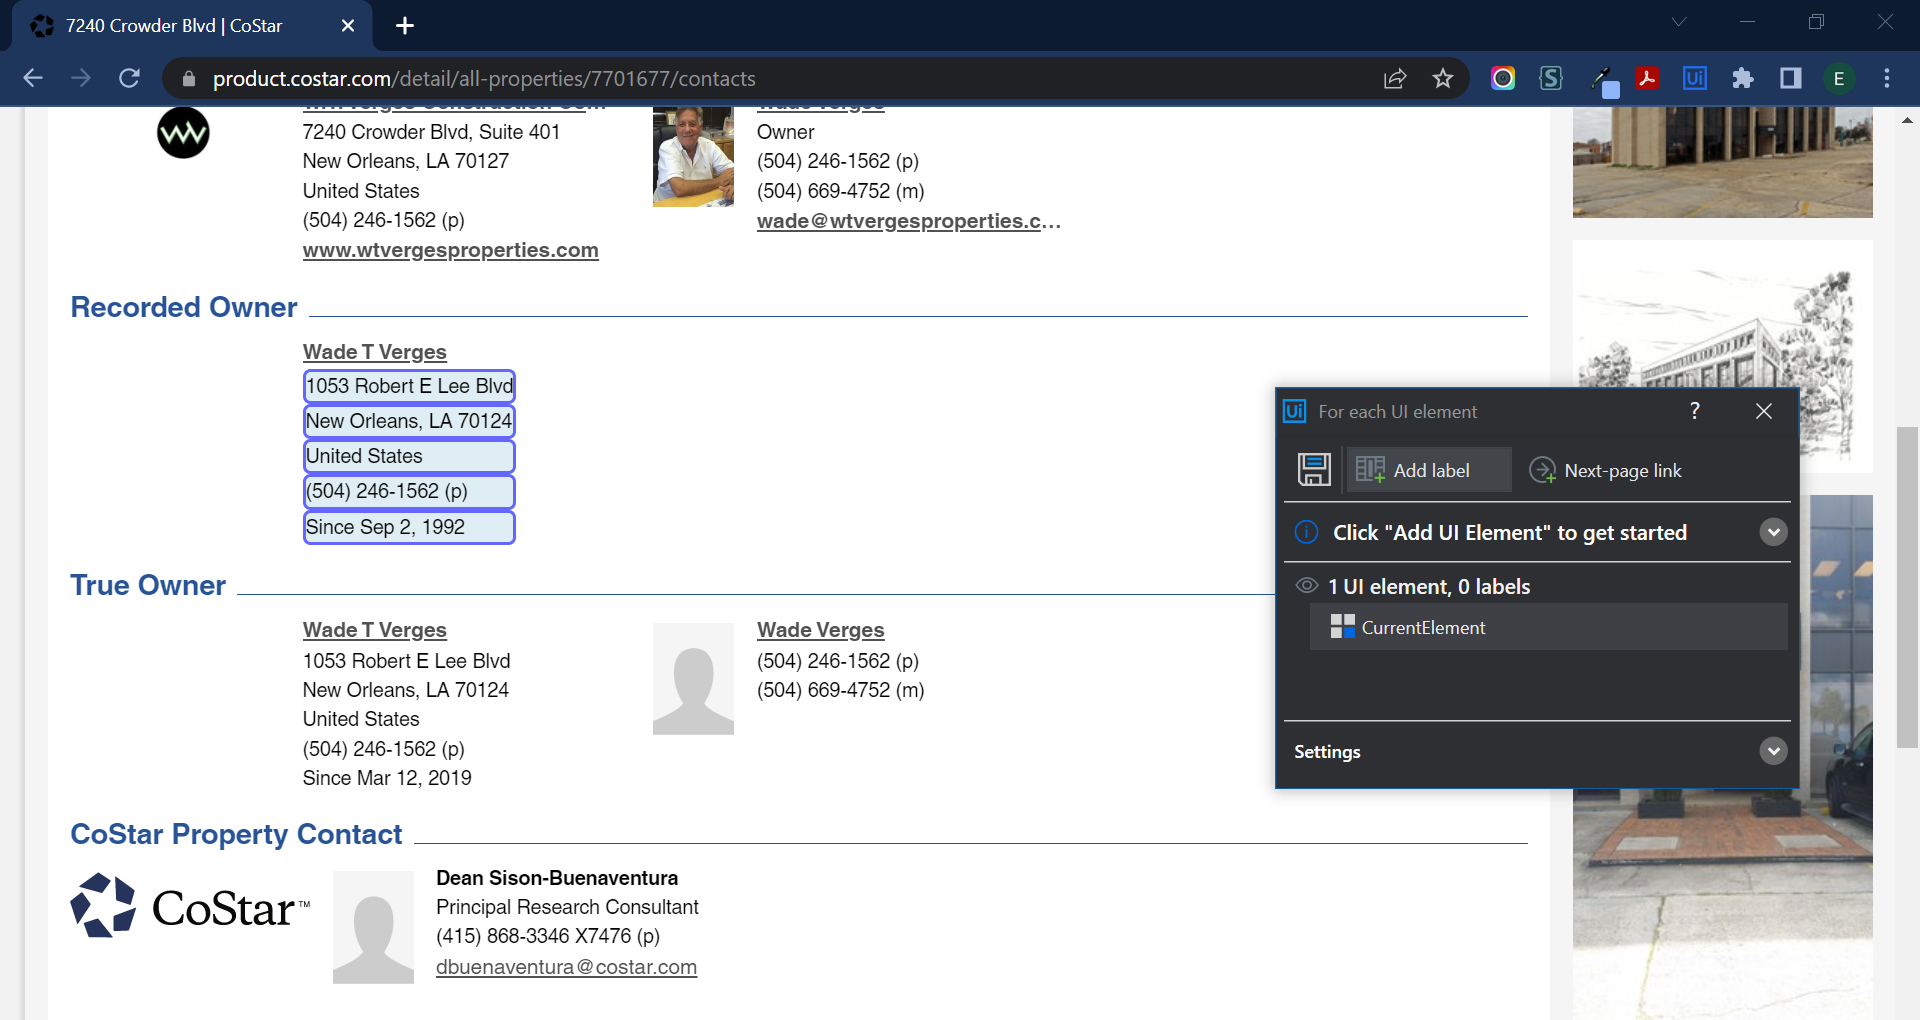 7240 Crowder Blvd | CoStar
product.costar.com/detail/all-properties/7701677/contacts
E
7240 Crowder Blvd, Suite 401
New Orleans, LA 70127
United States
(504) 246-1562 (p)
www.wtvergesproperties.com
Wade Verges
Owner
(504) 246-1562 (p)
(504) 669-4752 (m)
wade@wtvergesproperties.c...
Recorded Owner
Wade T Verges
1053 Robert E Lee Blvd
New Orleans, LA 70124
United States
(504) 246-1562 (p)
Since Sep 2, 1992
True Owner
Wade T Verges
1053 Robert E Lee Blvd
New Orleans, LA 70124
United States
(504) 246-1562 (p)
Since Mar 12, 2019
Wade Verges
(504) 246-1562 (p)
(504) 669-4752 (m)
CoStar Property Contact
CoStar™
Dean Sison-Buenaventura
Principal Research Consultant
(415) 868-3346 X7476 (p)
dbuenaventura@costar.com
Ui For each UI element ?
Add label
Next-page link
Click "Add UI Element" to get started
1 UI element, 0 labels
CurrentElement
Settings